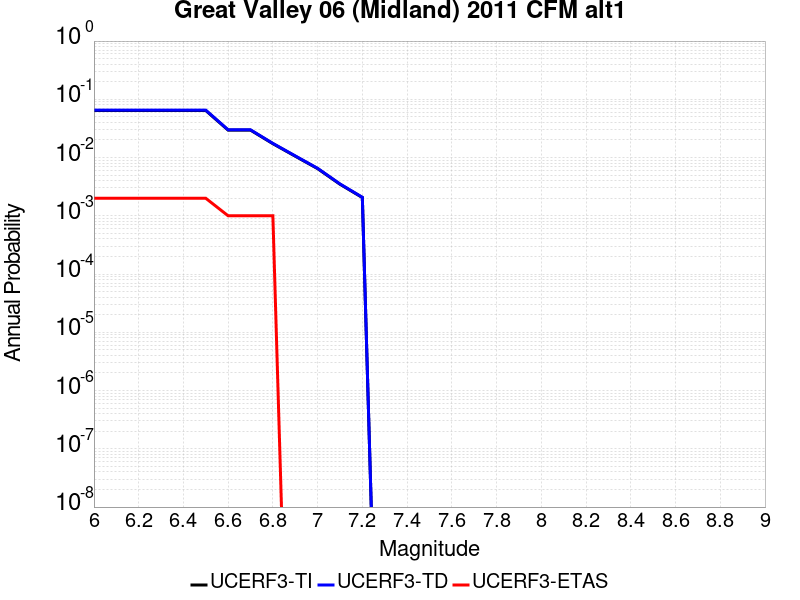 Great Valley 06 (Midland) 2011 CFM alt1
Annual Probability
10^0
10^-1
10^-2
10^-3
10^-4
10^-5
10^-6
10^-7
10^-8
6 6.2 6.4 6.6 6.8 7 7.2 7.4 7.6 7.8 8 8.2 8.4 8.6 8.8 9
Magnitude
UCERF3-TI UCERF3-TD UCERF3-ETAS